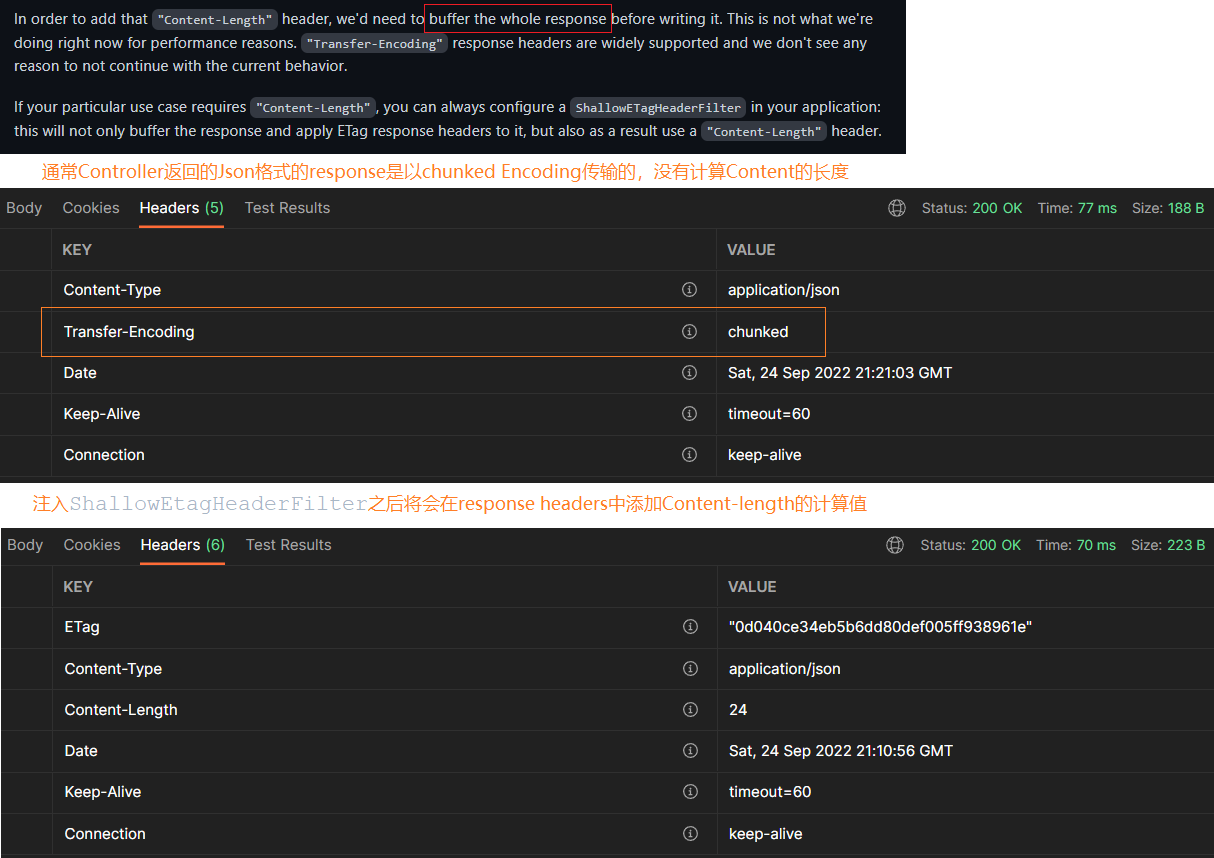 In order to add that "Content-Length" header, we'd need to buffer the whole response before writing it. This is not what we're
doing right now for performance reasons. "Transfer-Encoding" response headers are widely supported and we don't see any
reason to not continue with the current behavior.
If your particular use case requires "Content-Length", you can always configure a ShallowETagHeaderFilter in your application:
this will not only buffer the response and apply ETag response headers to it, but also as a result use a "Content-Length" header.
通常Controller返回的Json格式的response是以chunked Encoding传输的，没有计算Content的长度
Body Cookies Headers (5) Test Results Status: 200 OK Time: 77 ms Size: 188 B
KEY VALUE
Content-Type application/json
Transfer-Encoding chunked
Date Sat, 24 Sep 2022 21:21:03 GMT
Keep-Alive timeout=60
Connection keep-alive
注入ShallowEtagHeaderFilter之后将会在response headers中添加Content-length的计算值
Body Cookies Headers (6) Test Results Status: 200 OK Time: 70 ms Size: 223 B
KEY VALUE
ETag "0d040ce34eb5b6dd80def005ff938961e"
Content-Type application/json
Content-Length 24
Date Sat, 24 Sep 2022 21:10:56 GMT
Keep-Alive timeout=60
Connection keep-alive